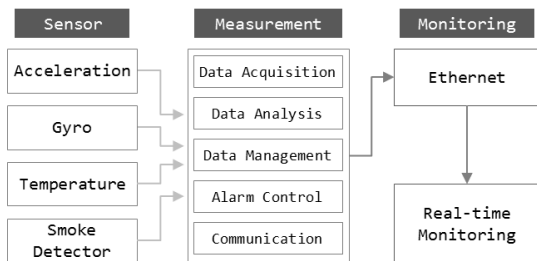 Sensor
Acceleration
Gyro
Temperature
Smoke
Detector
Measurement
Data Acquisition
Data Analysis
Data Management
Alarm Control
Communication
Monitoring
Ethernet
Real-time
Monitoring